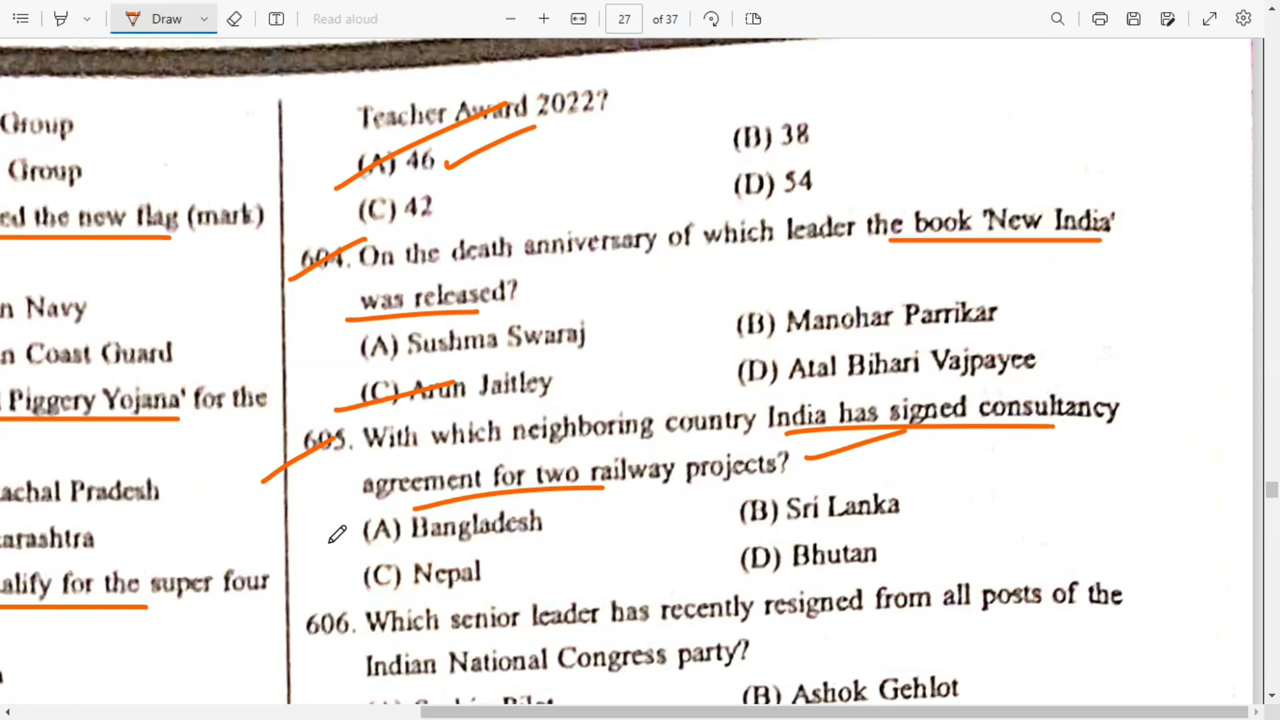 Draw
Read aloud
27 of 37
Group
Group
ed the new flag (mark)
n Navy
n Coast Guard
Piggery Yojana' for the
achal Pradesh
arashtra
alify for the super four
Teacher Award 2022?
(A) 46
(B) 38
(C) 42
(D) 54
604. On the death anniversary of which leader the book 'New India'
was released?
(A) Sushma Swaraj
(B) Manohar Parrikar
(C) Arun Jaitley
(D) Atal Bihari Vajpayee
605. With which neighboring country India has signed consultancy
agreement for two railway projects?
(A) Bangladesh
(B) Sri Lanka
(C) Nepal
(D) Bhutan
606. Which senior leader has recently resigned from all posts of the
Indian National Congress party?
(B) Ashok Gehlot